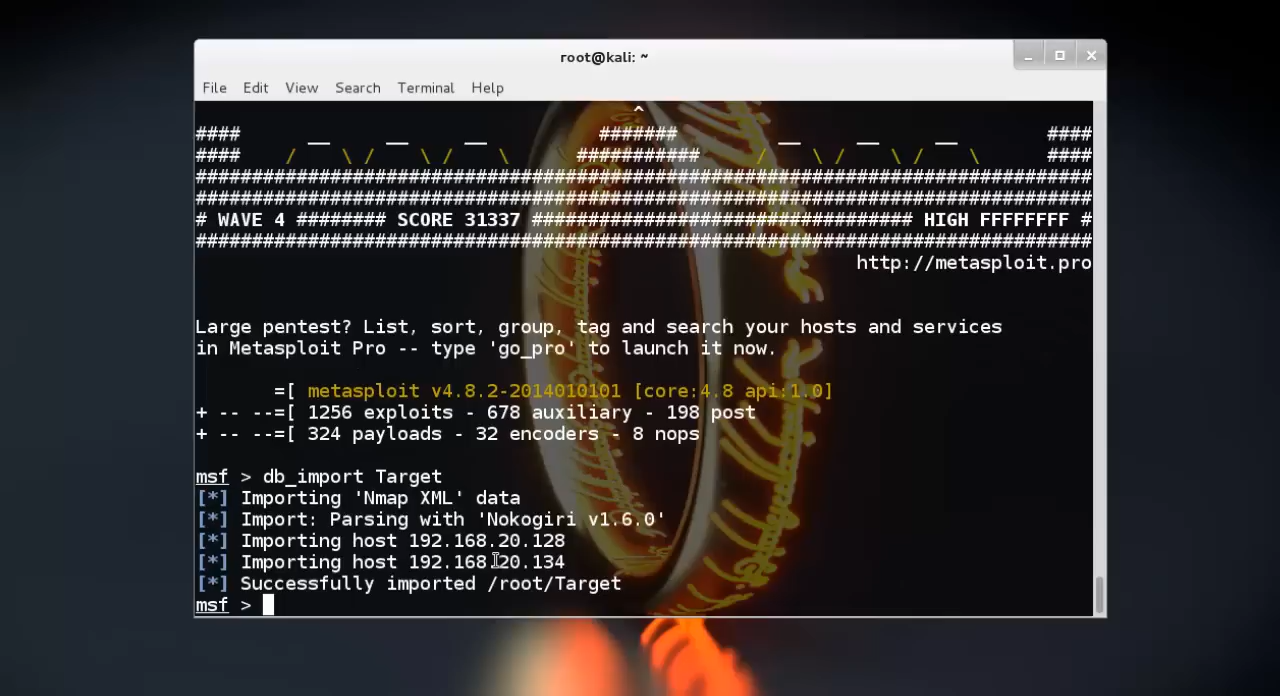 root@kali: ~
File Edit View Search Terminal Help
^
#### __ __ __ ####### __ __ __ ####
#### / \ / \ / \ ########### / \ / \ / \ ####
################################################################################
################################################################################
# WAVE 4 ######## SCORE 31337 ################################## HIGH FFFFFFFF #
################################################################################
http://metasploit.pro
Large pentest? List, sort, group, tag and search your hosts and services
in Metasploit Pro -- type 'go_pro' to launch it now.
=[ metasploit v4.8.2-2014010101 [core:4.8 api:1.0]
+ -- --=[ 1256 exploits - 678 auxiliary - 198 post
+ -- --=[ 324 payloads - 32 encoders - 8 nops
msf > db_import Target
[*] Importing 'Nmap XML' data
[*] Import: Parsing with 'Nokogiri v1.6.0'
[*] Importing host 192.168.20.128
[*] Importing host 192.168.20.134
[*] Successfully imported /root/Target
msf >